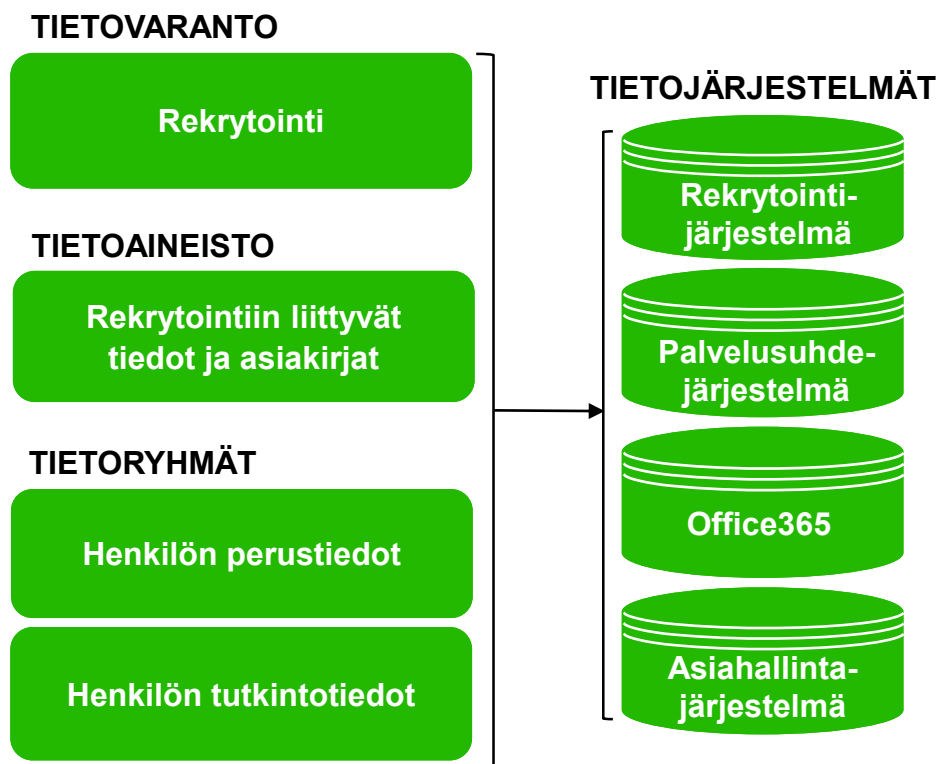 TIETOVARANTO
Rekrytointi
TIETOAINEISTO
Rekrytointiin liittyvät
tiedot ja asiakirjat
TIETORYHMÄT
Henkilön perustiedot
Henkilön tutkintotiedot
TIETOJÄRJESTELMÄT
Rekrytointi-
järjestelmä
Palvelusuhde-
järjestelmä
Office365
Asiahallinta-
järjestelmä